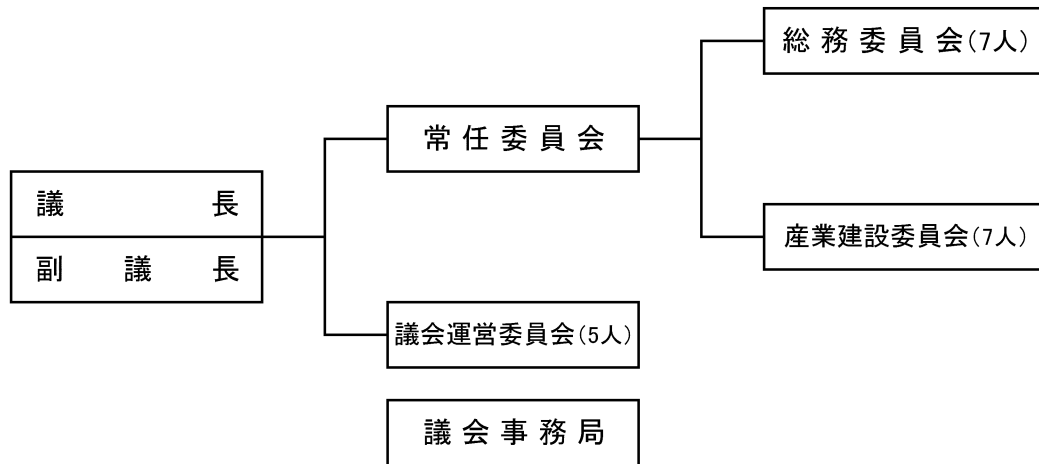 議長
副議長
常任委員会
議会運営委員会(5人)
議会事務局
総務委員会(7人)
産業建設委員会(7人)